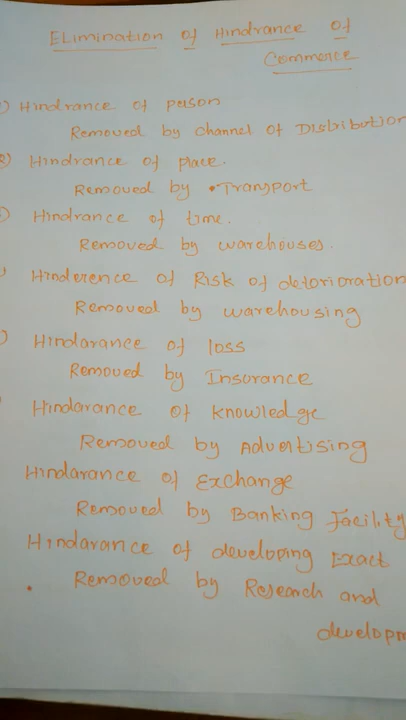 Elimination of Hindrance of
Commerce
1) Hindrance of person
Removed by channel of Distribution
2) Hindrance of place.
Removed by Transport
Hindrance of time.
Removed by warehouses.
Hinderence of Risk of detorioration
Removed by warehousing
Hindarance of loss
Removed by Insurance
Hindarance of knowledge
Removed by Advertising
Hindarance of Exchange
Removed by Banking Facility
Hindarance of developing Exact
Removed by Research and
developm